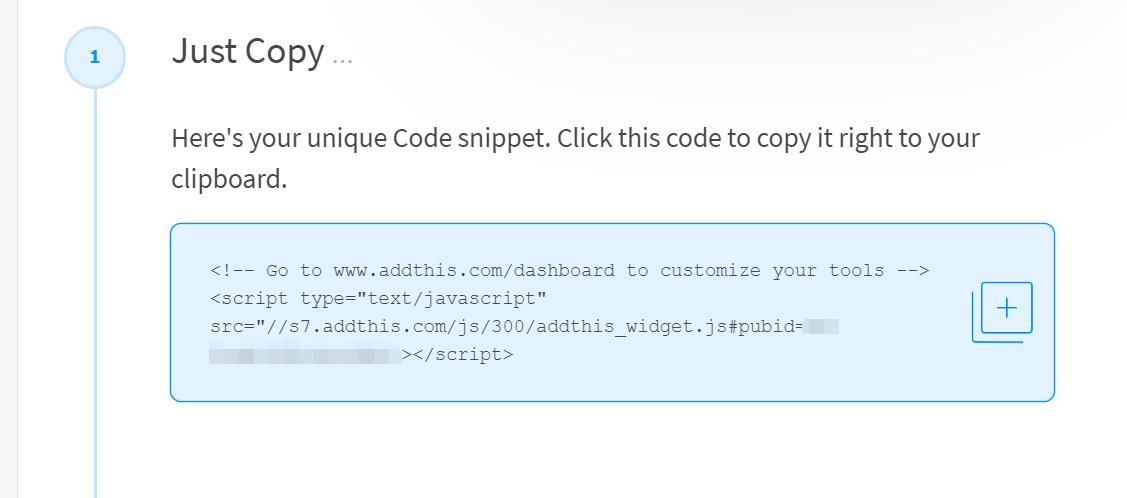 1
Just Copy ...
Here's your unique Code snippet. Click this code to copy it right to your
clipboard.
<!-- Go to www.addthis.com/dashboard to customize your tools -->
<script type="text/javascript"
src="//s7.addthis.com/js/300/addthis_widget.js#pubid=
></script>